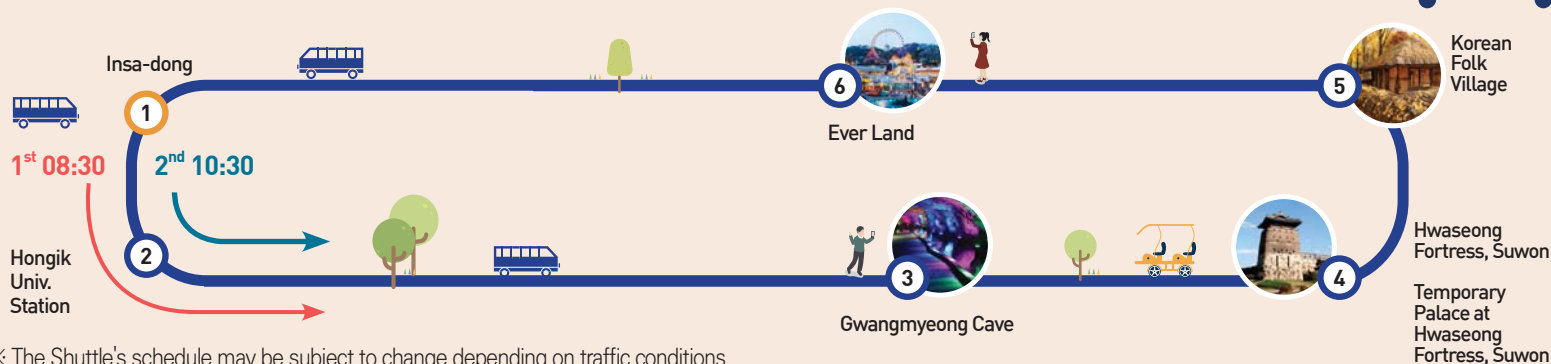 Insa-dong
1
1st 08:30
2nd 10:30
2
Hongik
Univ.
Station
3
Gwangmyeong Cave
4
Hwaseong
Fortress, Suwon
Temporary
Palace at
Hwaseong
Fortress, Suwon
5
Korean
Folk
Village
6
Ever Land
※ The Shuttle's schedule may be subject to change depending on traffic conditions